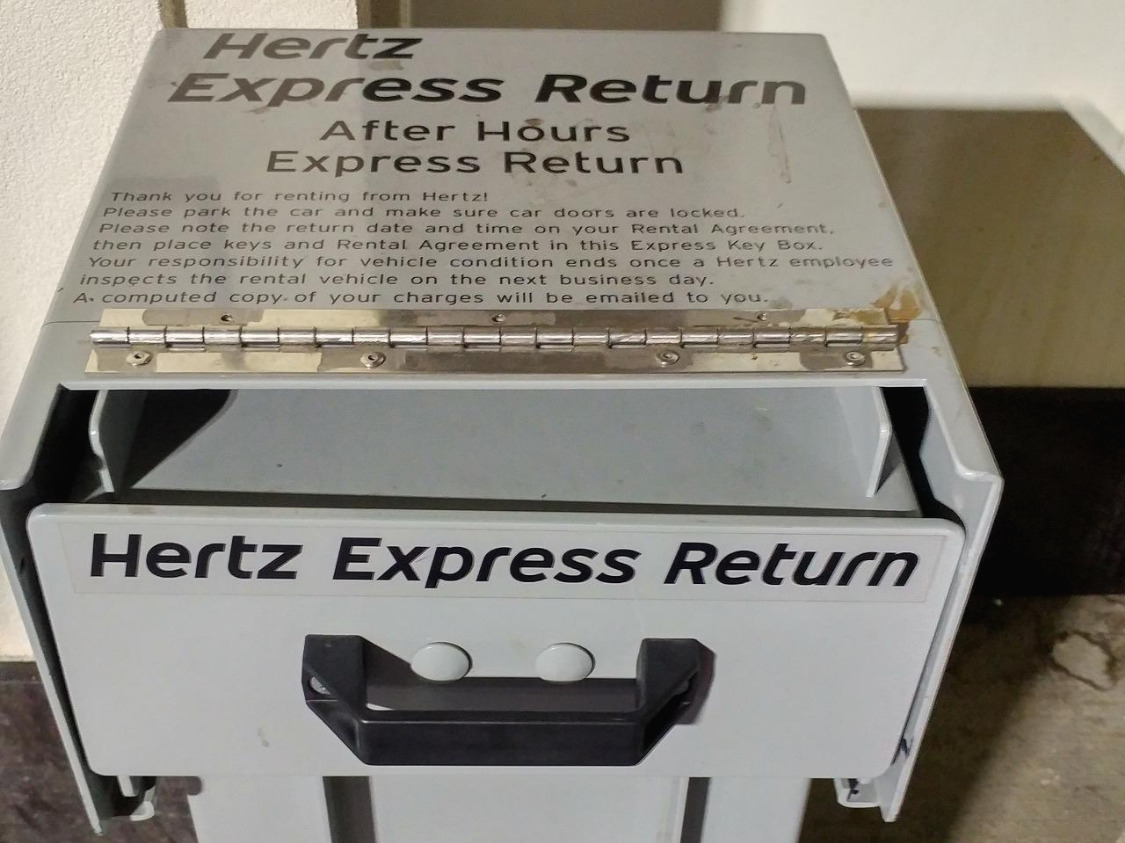 Hertz
Express Return
After Hours
Express Return
Thank you for renting from Hertz!
Please park the car and make sure car doors are locked.
Please note the return date and time on your Rental Agreement,
then place keys and Rental Agreement in this Express Key Box.
Your responsibility for vehicle condition ends once a Hertz employee
inspects the rental vehicle on the next business day.
A computed copy of your charges will be emailed to you.
Hertz Express Return